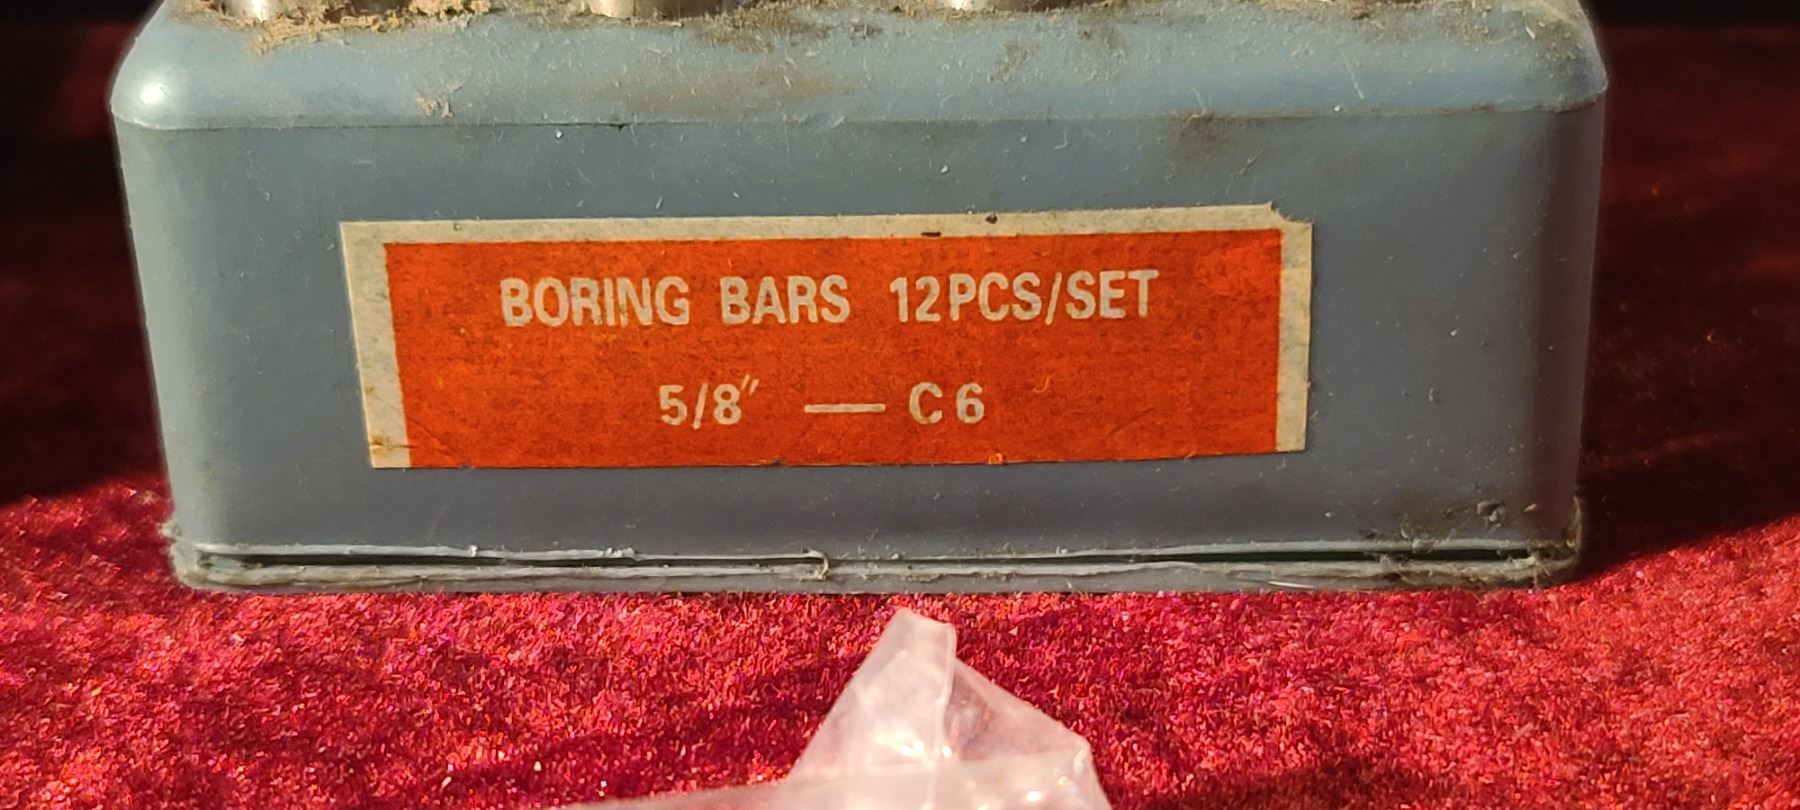 BORING BARS 12PCS/SET
5/8" — C6